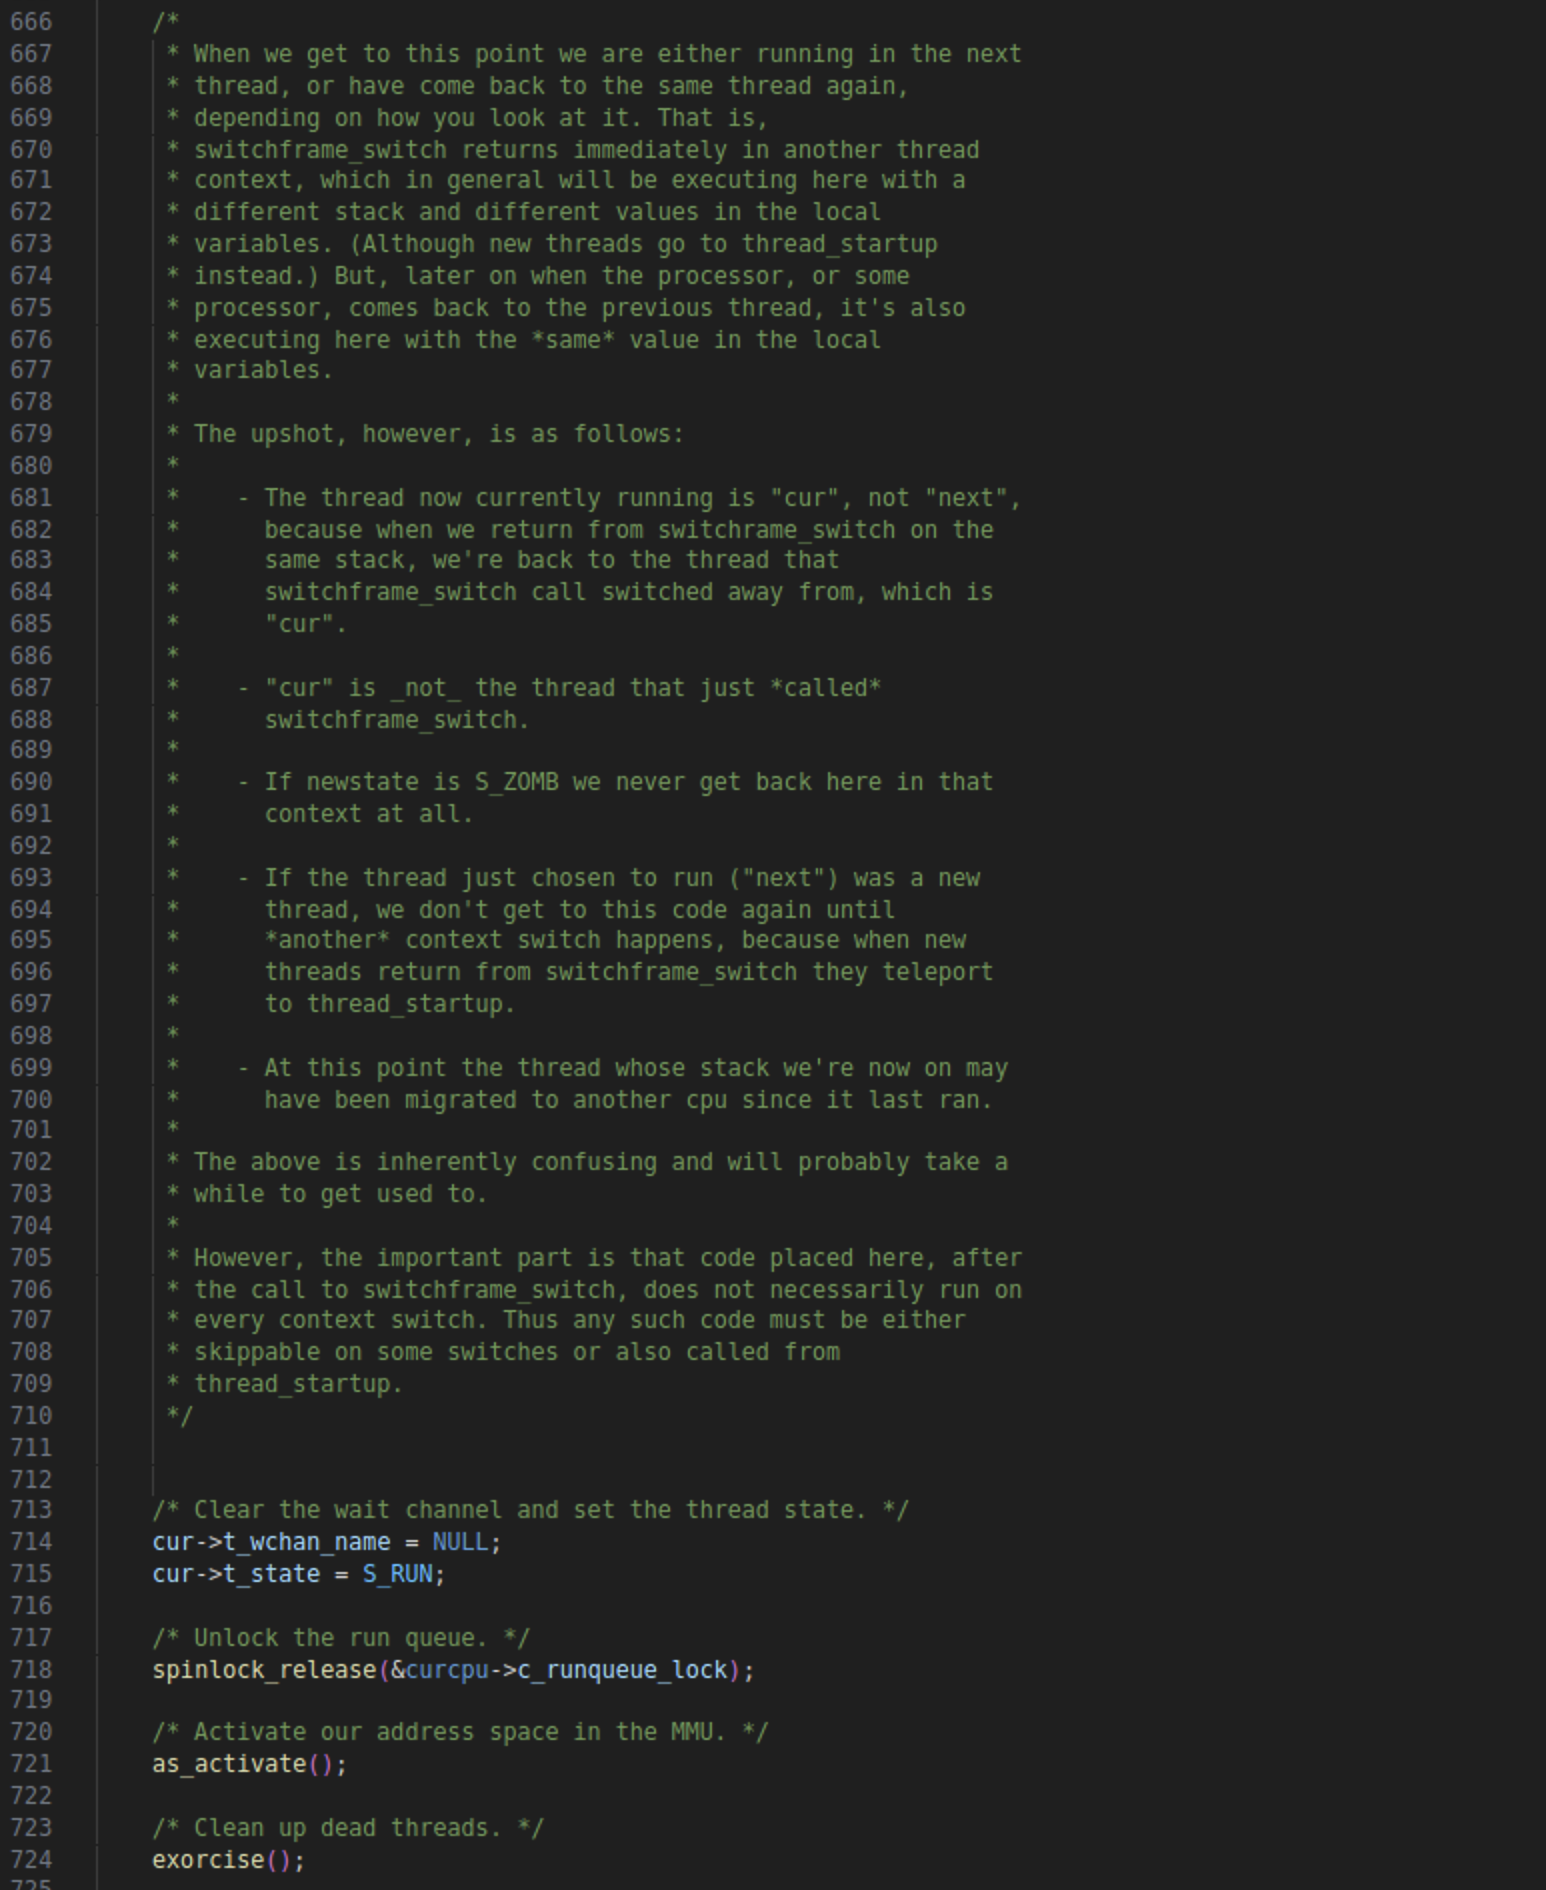 666 /*
667 * When we get to this point we are either running in the next
668 * thread, or have come back to the same thread again,
669 * depending on how you look at it. That is,
670 * switchframe_switch returns immediately in another thread
671 * context, which in general will be executing here with a
672 * different stack and different values in the local
673 * variables. (Although new threads go to thread_startup
674 * instead.) But, later on when the processor, or some
675 * processor, comes back to the previous thread, it's also
676 * executing here with the *same* value in the local
677 * variables.
678 *
679 * The upshot, however, is as follows:
680 *
681 *    - The thread now currently running is "cur", not "next",
682 *      because when we return from switchrame_switch on the
683 *      same stack, we're back to the thread that
684 *      switchframe_switch call switched away from, which is
685 *      "cur".
686 *
687 *    - "cur" is _not_ the thread that just *called*
688 *      switchframe_switch.
689 *
690 *    - If newstate is S_ZOMB we never get back here in that
691 *      context at all.
692 *
693 *    - If the thread just chosen to run ("next") was a new
694 *      thread, we don't get to this code again until
695 *      *another* context switch happens, because when new
696 *      threads return from switchframe_switch they teleport
697 *      to thread_startup.
698 *
699 *    - At this point the thread whose stack we're now on may
700 *      have been migrated to another cpu since it last ran.
701 *
702 * The above is inherently confusing and will probably take a
703 * while to get used to.
704 *
705 * However, the important part is that code placed here, after
706 * the call to switchframe_switch, does not necessarily run on
707 * every context switch. Thus any such code must be either
708 * skippable on some switches or also called from
709 * thread_startup.
710 */
711
712
713 /* Clear the wait channel and set the thread state. */
714 cur->t_wchan_name = NULL;
715 cur->t_state = S_RUN;
716
717 /* Unlock the run queue. */
718 spinlock_release(&curcpu->c_runqueue_lock);
719
720 /* Activate our address space in the MMU. */
721 as_activate();
722
723 /* Clean up dead threads. */
724 exorcise();
725